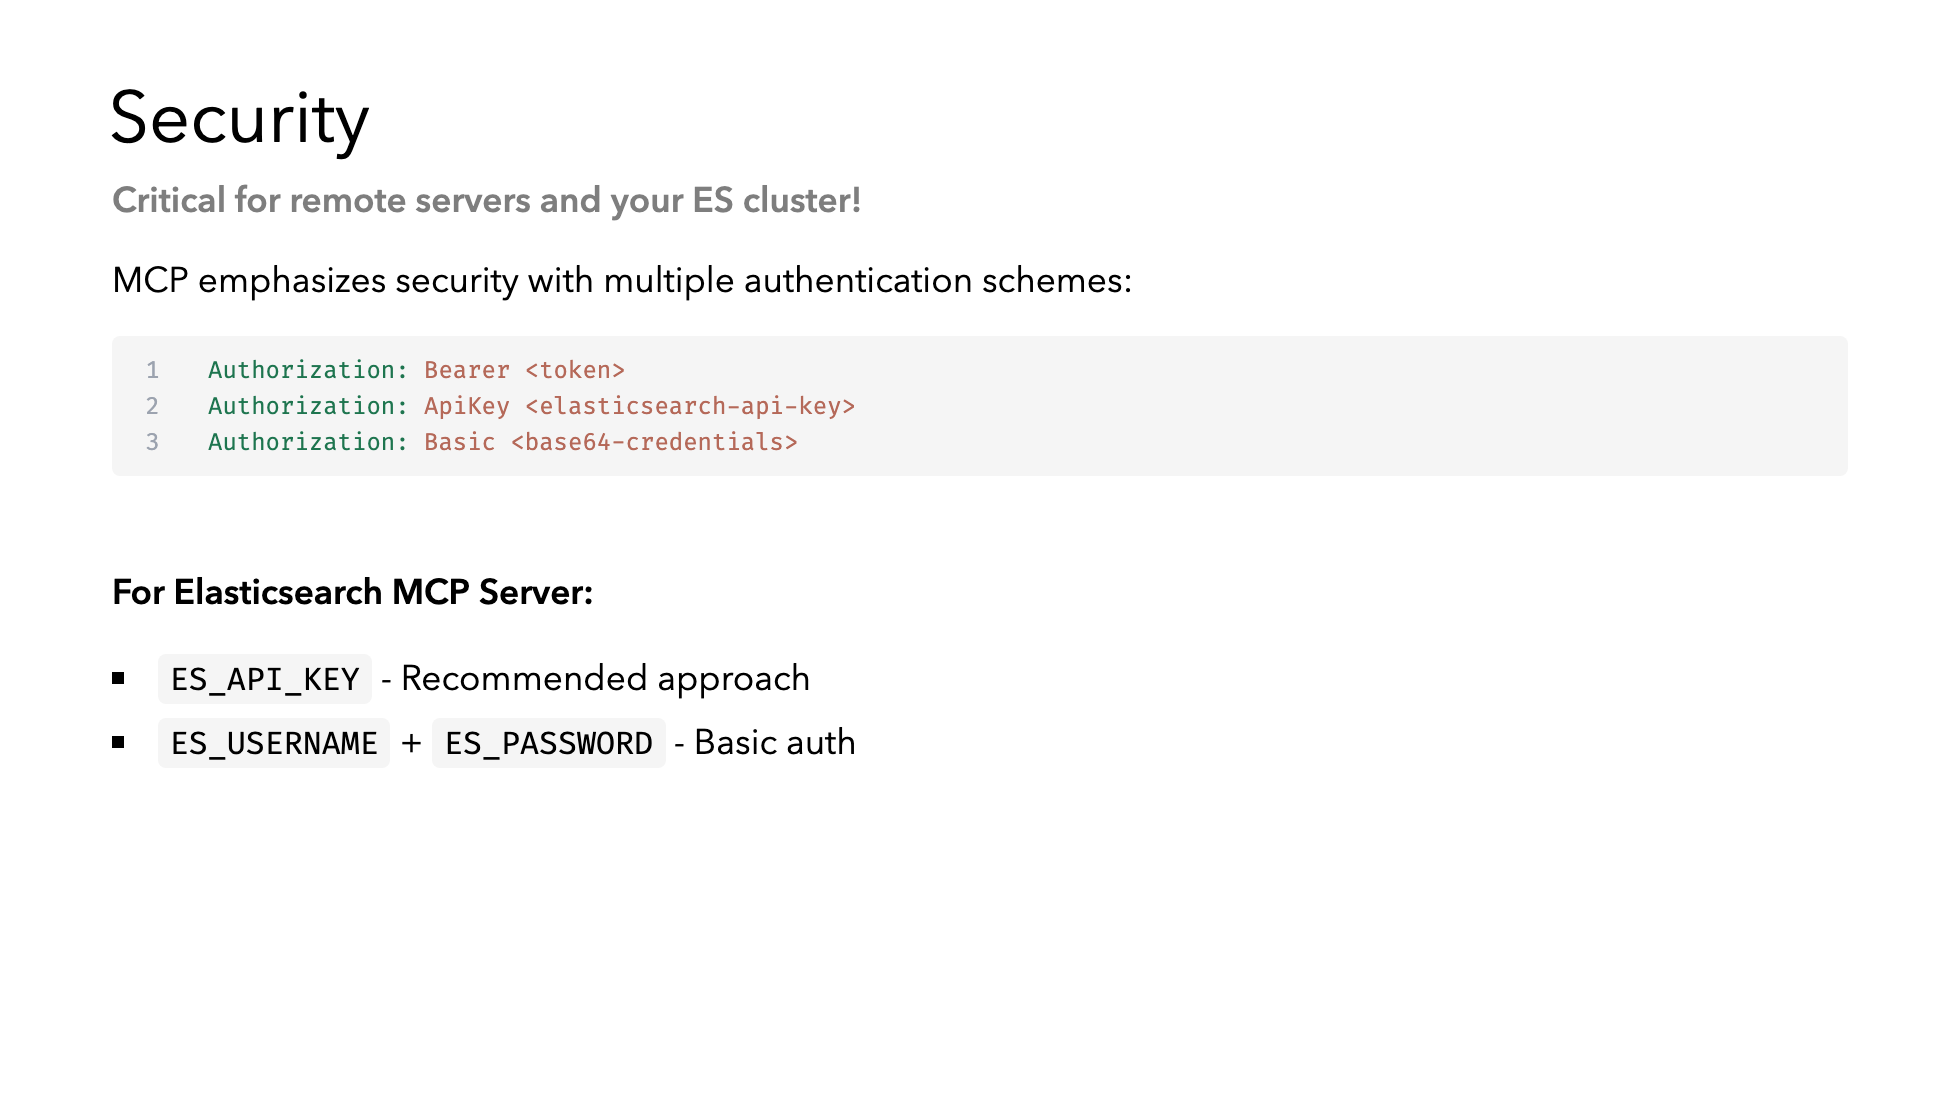 Security
Critical for remote servers and your ES cluster!
MCP emphasizes security with multiple authentication schemes:
1 Authorization: Bearer <token>
2 Authorization: ApiKey <elasticsearch-api-key>
3 Authorization: Basic <base64-credentials>
For Elasticsearch MCP Server:
▪ ES_API_KEY - Recommended approach
▪ ES_USERNAME + ES_PASSWORD - Basic auth